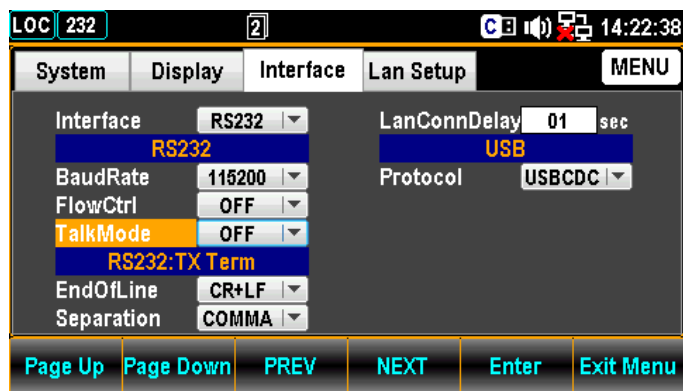 LOC 232 2 C 14:22:38
System Display Interface Lan Setup MENU
Interface RS232
RS232
BaudRate 115200
FlowCtrl OFF
TalkMode OFF
RS232:TX Term
EndOfLine CR+LF
Separation COMMA
LanConnDelay 01 sec
USB
Protocol USBCDC
Page Up Page Down PREV NEXT Enter Exit Menu